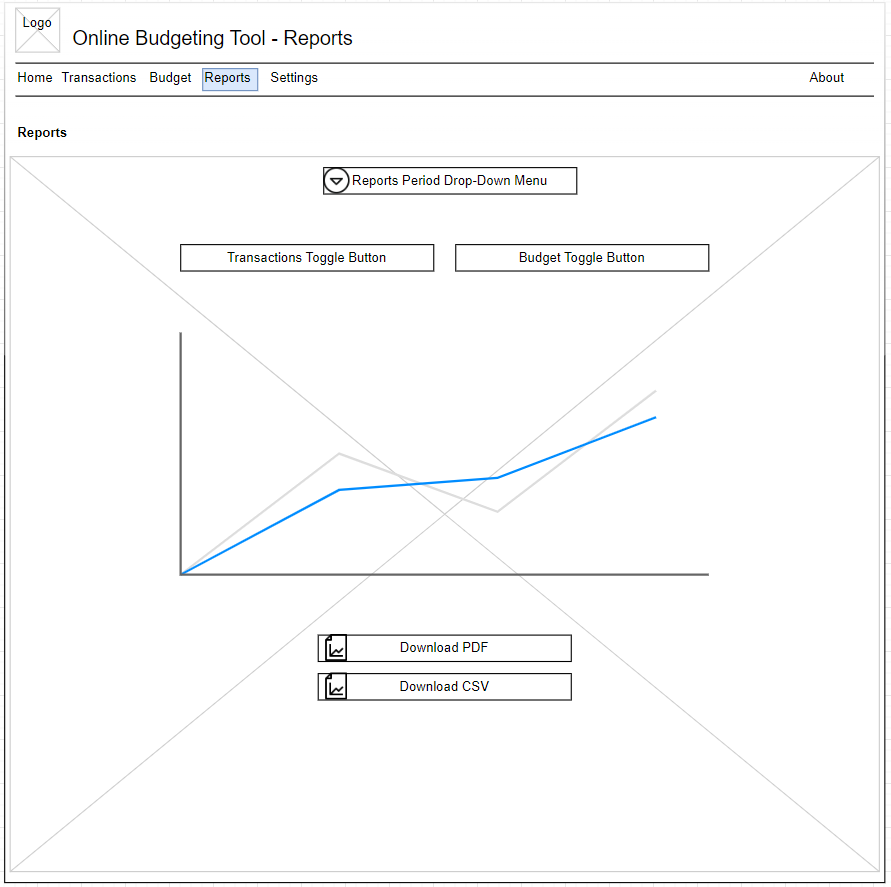 Logo
Online Budgeting Tool - Reports
Home Transactions Budget Reports Settings About
Reports
Reports Period Drop-Down Menu
Transactions Toggle Button Budget Toggle Button
Download PDF
Download CSV